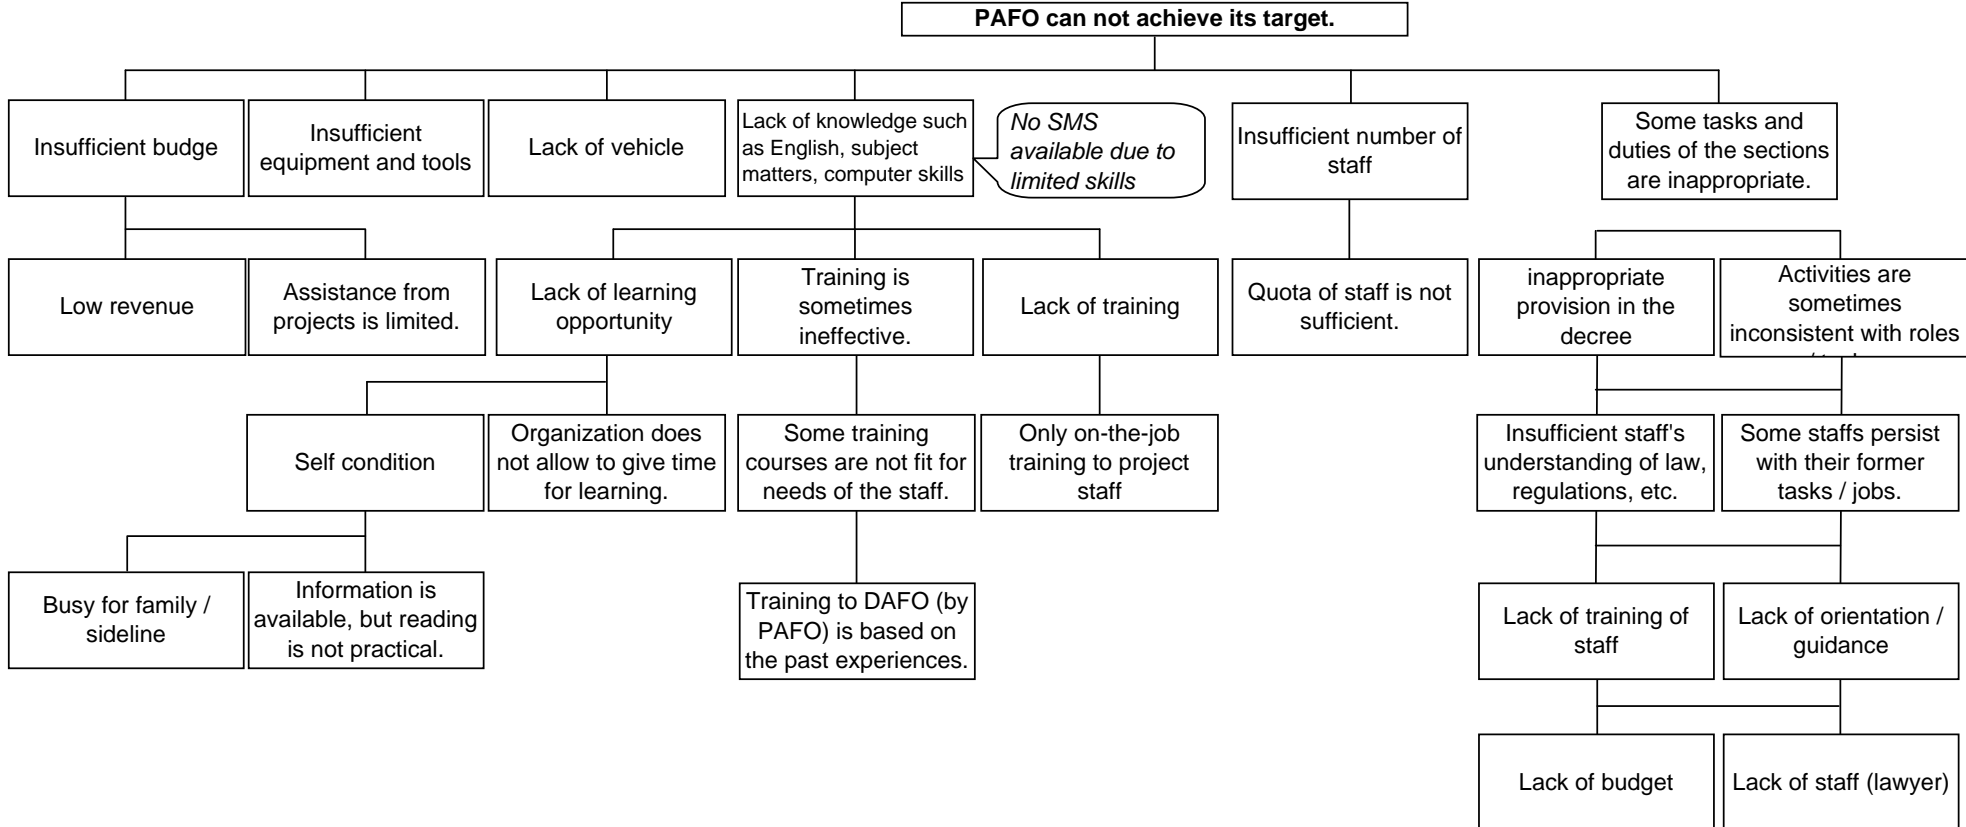 PAFO can not achieve its target.
Insufficient budget
Insufficient
equipment and tools
Lack of vehicle
Lack of knowledge such
as English, subject
matters, computer skills
No SMS
available due to
limited skills
Insufficient number of
staff
Some tasks and
duties of the sections
are inappropriate.
Low revenue
Assistance from
projects is limited.
Lack of learning
opportunity
Training is
sometimes
ineffective.
Lack of training
Quota of staff is not
sufficient.
inappropriate
provision in the
decree
Activities are
sometimes
inconsistent with roles
Self condition
Organization does
not allow to give time
for learning.
Some training
courses are not fit for
needs of the staff.
Only on-the-job
training to project
staff
Insufficient staff's
understanding of law,
regulations, etc.
Some staffs persist
with their former
tasks / jobs.
Busy for family /
sideline
Information is
available, but reading
is not practical.
Training to DAFO (by
PAFO) is based on
the past experiences.
Lack of training of
staff
Lack of orientation /
guidance
Lack of budget
Lack of staff (lawyer)